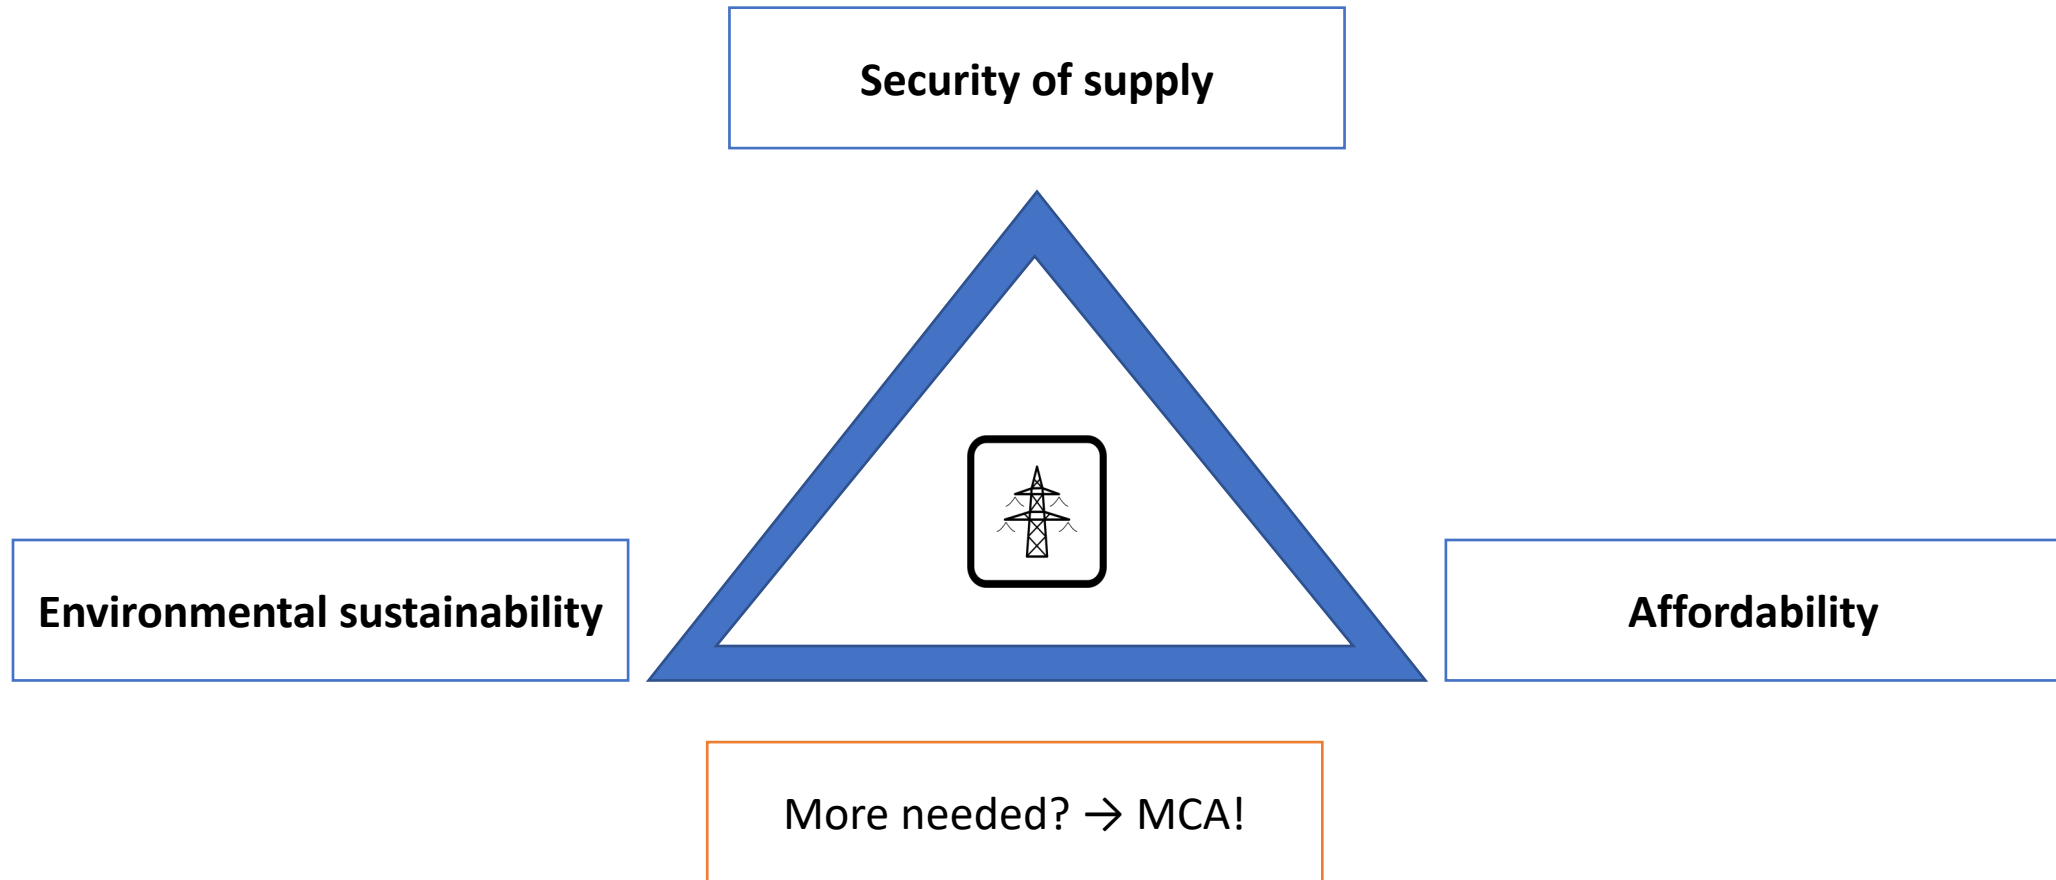 Security of supply
Environmental sustainability
Affordability
More needed? → MCA!